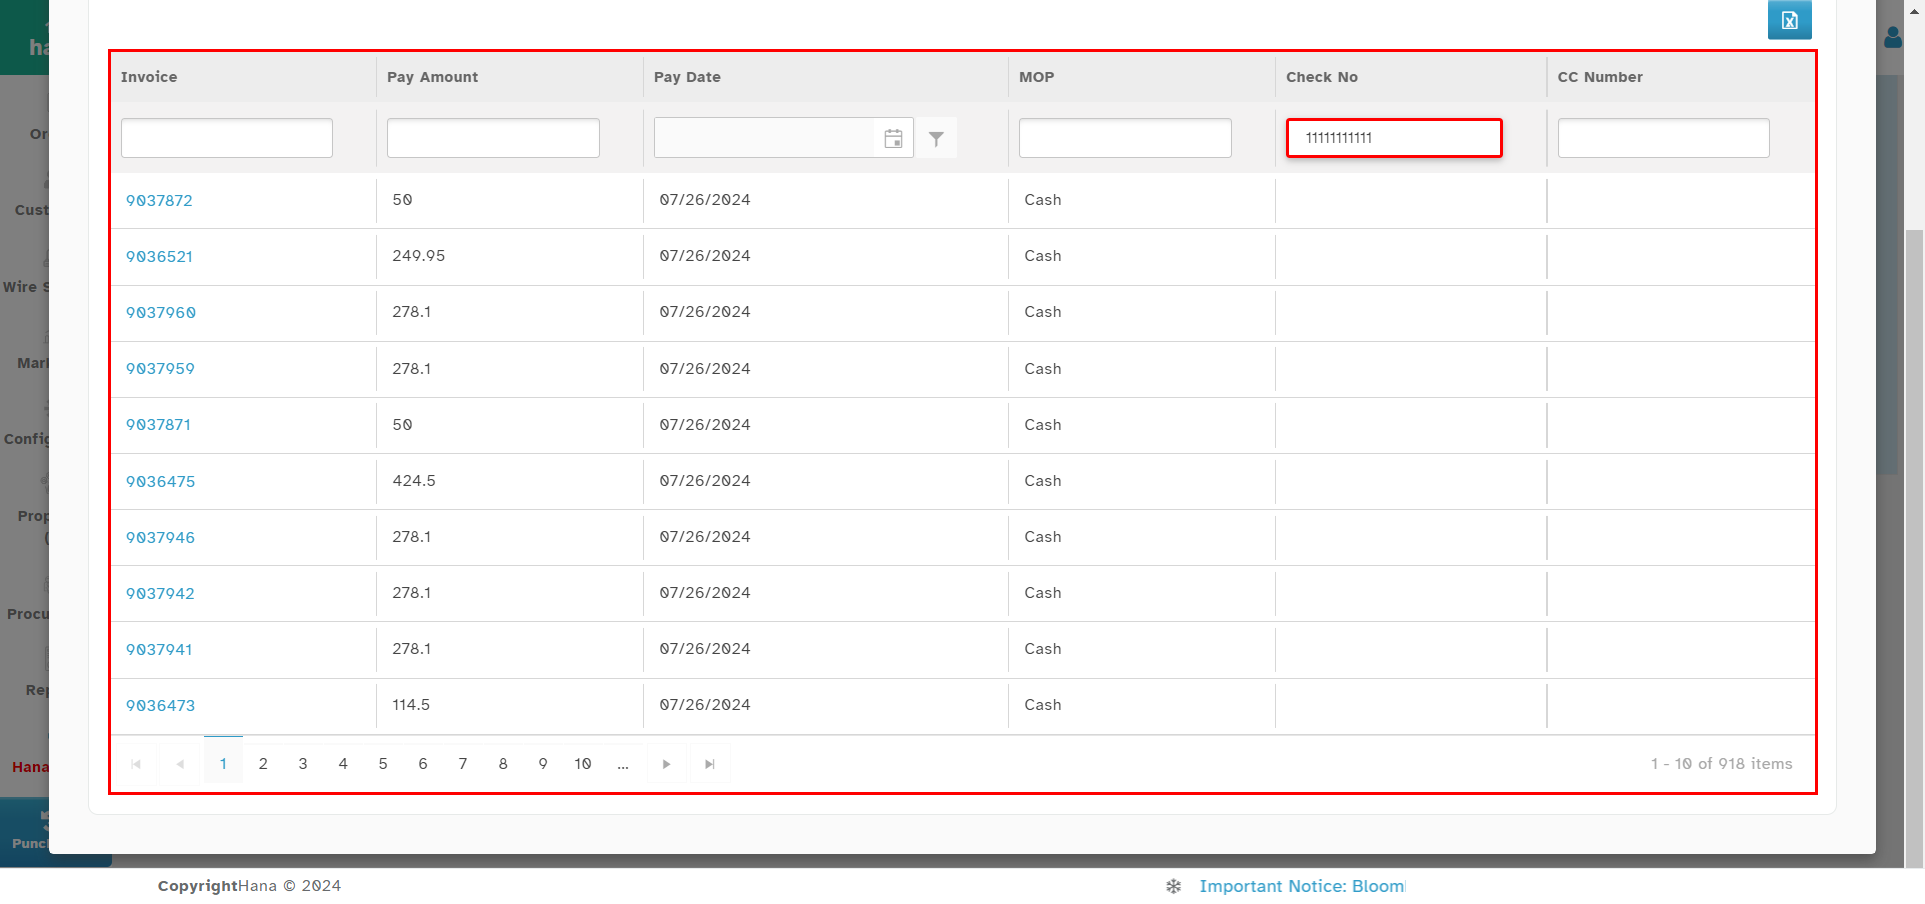 ha
Invoice Pay Amount Pay Date MOP Check No CC Number
11111111111
9037872 50 07/26/2024 Cash
9036521 249.95 07/26/2024 Cash
9037960 278.1 07/26/2024 Cash
9037959 278.1 07/26/2024 Cash
9037871 50 07/26/2024 Cash
9036475 424.5 07/26/2024 Cash
9037946 278.1 07/26/2024 Cash
9037942 278.1 07/26/2024 Cash
9037941 278.1 07/26/2024 Cash
9036473 114.5 07/26/2024 Cash
1 2 3 4 5 6 7 8 9 10 ... 1 - 10 of 918 items
Or
Cust
Wire S
Mark
Config
Prop
(
Procu
Rep
Hana
Punc
CopyrightHana © 2024
Important Notice: Bloom